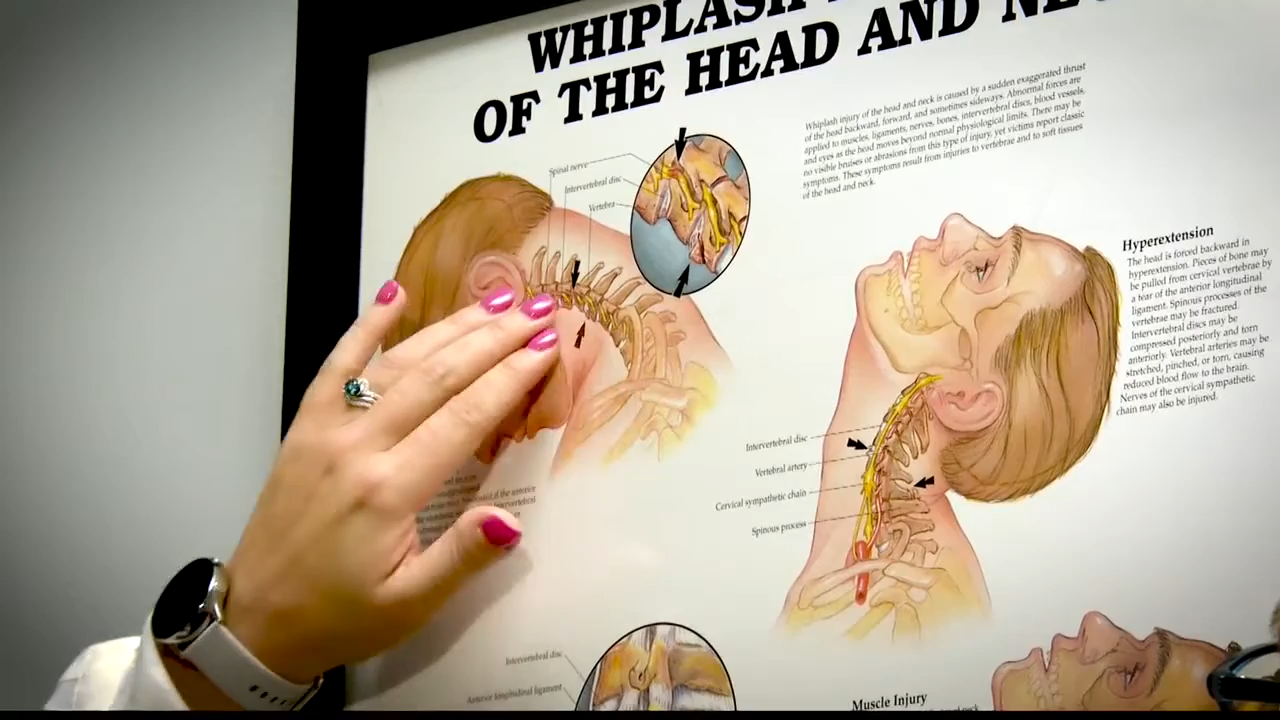 WHIPLASH
OF THE HEAD AND
Whiplash injury of the head and neck is caused by a sudden exaggerated thrust
of the head backward, forward, and sometimes sideways. Abnormal forces are
applied to muscles, ligaments, nerves, bones, intervertebral discs, blood vessels,
and eyes as the head moves beyond normal physiological limits. There may be
no visible bruises or abrasions from this type of injury, yet victims report classic
symptoms. These symptoms result from injuries to vertebrae and to soft tissues
of the head and neck.
Spinal nerve
Intervertebral disc
Vertebra
Hyperextension
The head is forced backward in
hyperextension. Pieces of bone may
be pulled from cervical vertebrae by
a tear of the anterior longitudinal
ligament. Spinous processes of the
vertebrae may be fractured.
Intervertebral discs may be
compressed posteriorly and torn
anteriorly. Vertebral arteries may be
stretched, pinched, or torn, causing
reduced blood flow to the brain.
Nerves of the cervical sympathetic
chain may also be injured.
Intervertebral disc
Vertebral artery
Cervical sympathetic chain
Spinous process
of the anterior
Intervertebral disc
Anterior longitudinal ligament
Muscle Injury